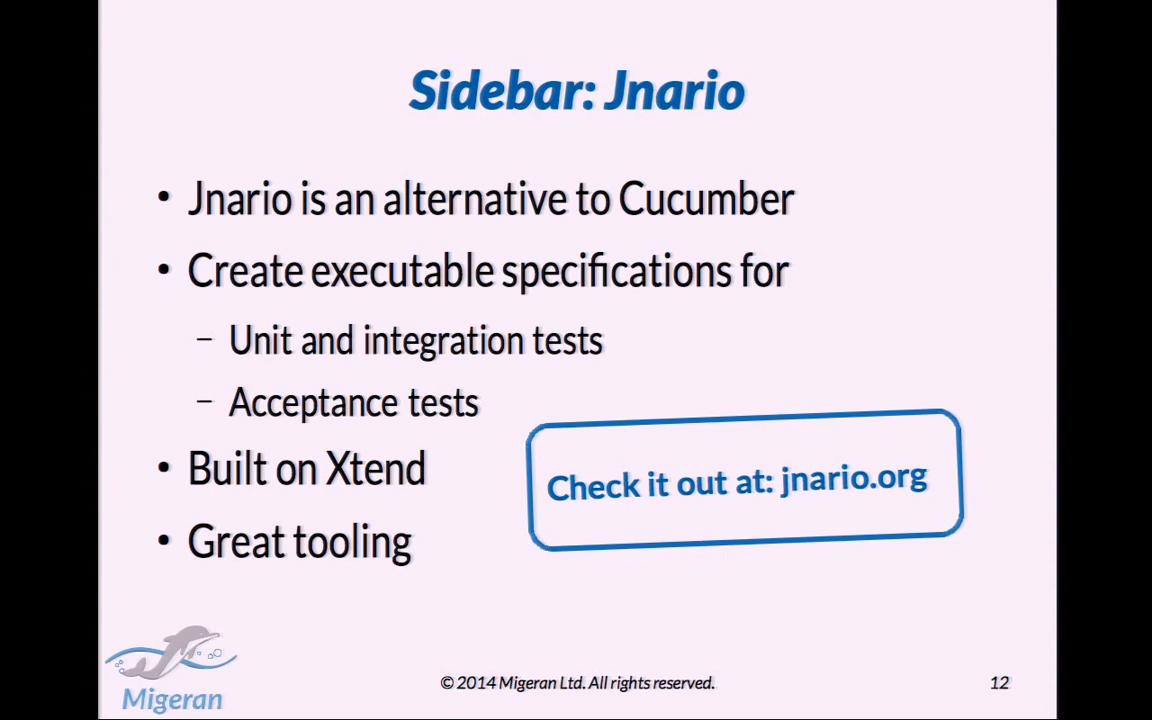 Sidebar: Jnario
• Jnario is an alternative to Cucumber
• Create executable specifications for
– Unit and integration tests
– Acceptance tests
• Built on Xtend
• Great tooling
Check it out at: jnario.org
Migeran
© 2014 Migeran Ltd. All rights reserved.
12